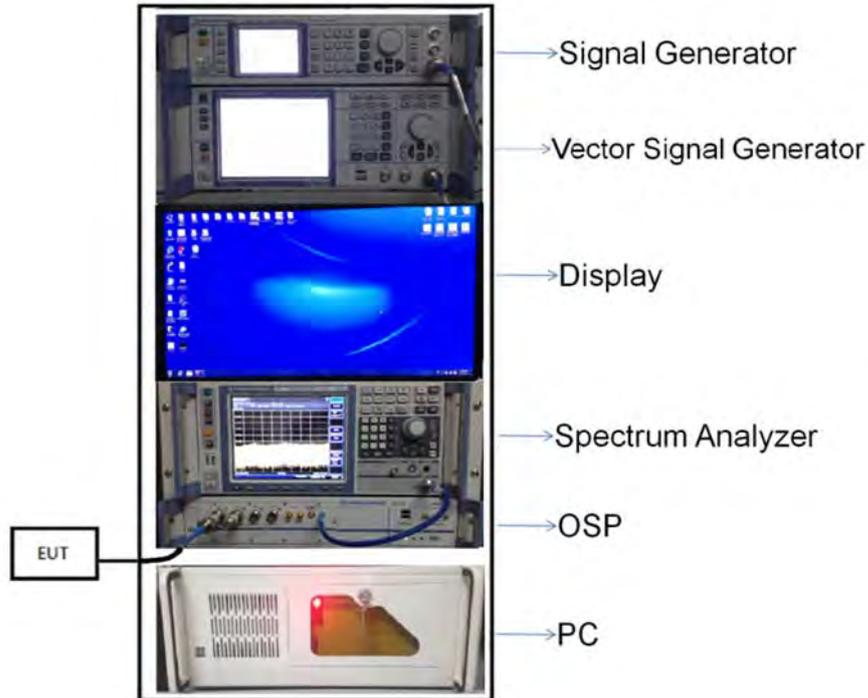 Signal Generator
Vector Signal Generator
Display
Spectrum Analyzer
OSP
EUT
PC